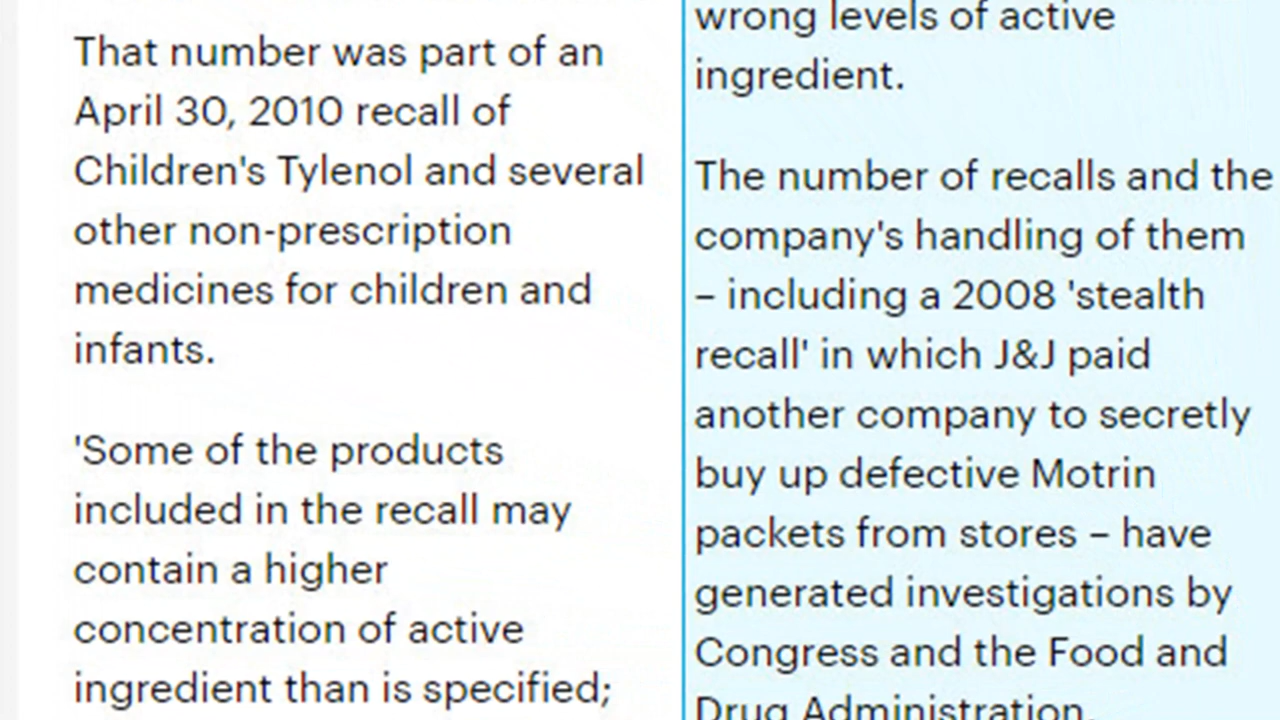 That number was part of an
April 30, 2010 recall of
Children's Tylenol and several
other non-prescription
medicines for children and
infants.
'Some of the products
included in the recall may
contain a higher
concentration of active
ingredient than is specified;
wrong levels of active
ingredient.
The number of recalls and the
company's handling of them
– including a 2008 'stealth
recall' in which J&J paid
another company to secretly
buy up defective Motrin
packets from stores – have
generated investigations by
Congress and the Food and
Drug Administration.